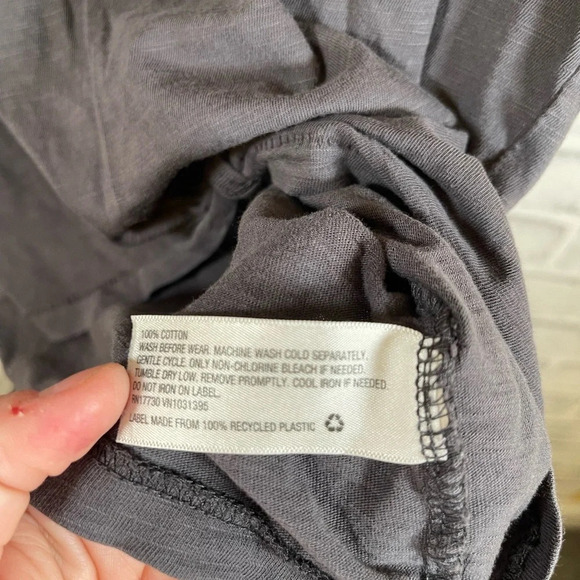 100% COTTON
WASH BEFORE WEAR. MACHINE WASH COLD SEPARATELY.
GENTLE CYCLE. ONLY NON-CHLORINE BLEACH IF NEEDED.
TUMBLE DRY LOW. REMOVE PROMPTLY. COOL IRON IF NEEDED.
DO NOT IRON ON LABEL.
RN17730 VN1031395
LABEL MADE FROM 100% RECYCLED PLASTIC